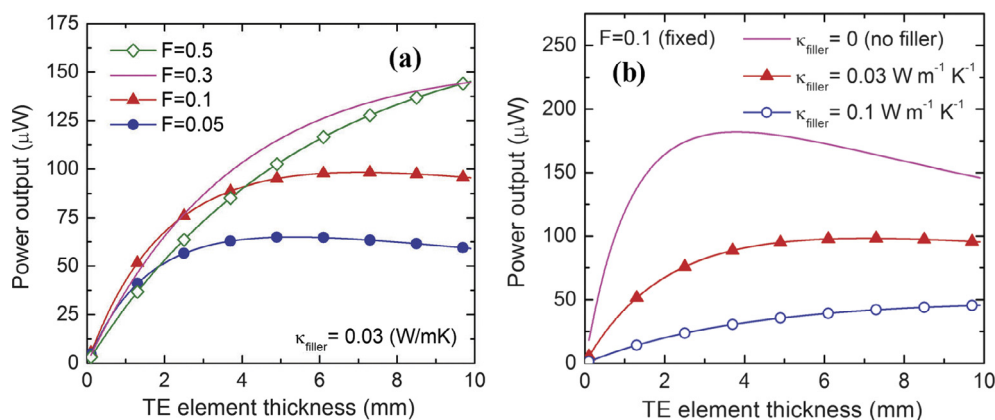 175
150
125
100
75
50
25
0
Power output (μW)
F=0.5
F=0.3
F=0.1
F=0.05
(a)
κfiller = 0.03 (W/mK)
0 2 4 6 8 10
TE element thickness (mm)
250
200
150
100
50
0
Power output (μW)
F=0.1 (fixed)
(b)
κfiller = 0 (no filler)
κfiller = 0.03 W m⁻¹ K⁻¹
κfiller = 0.1 W m⁻¹ K⁻¹
0 2 4 6 8 10
TE element thickness (mm)